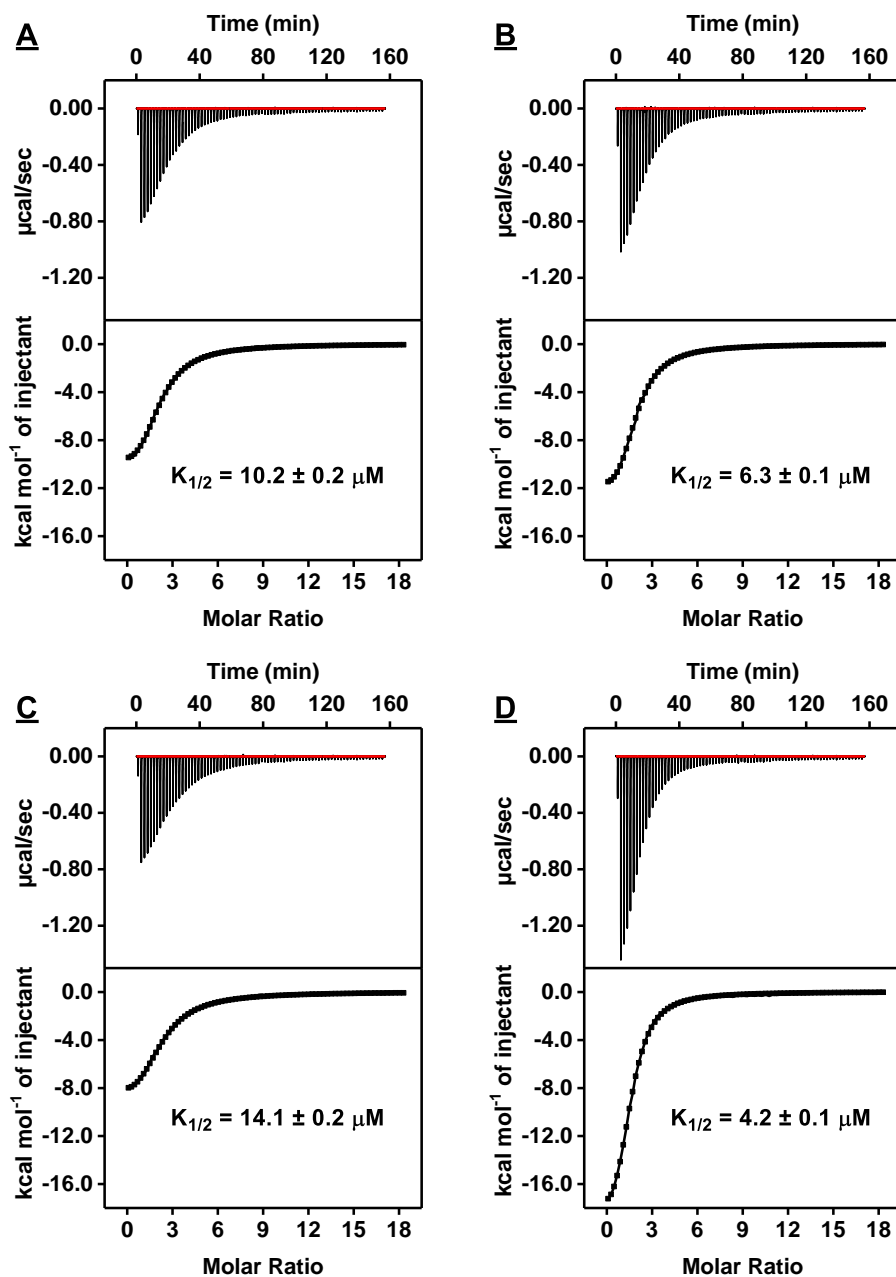 A
Time (min)
0 40 80 120 160
µcal/sec
0.00
-0.40
-0.80
-1.20
kcal mol⁻¹ of injectant
0.0
-4.0
-8.0
-12.0
-16.0
K1/2 = 10.2 ± 0.2 µM
0 3 6 9 12 15 18
Molar Ratio
B
Time (min)
0 40 80 120 160
µcal/sec
0.00
-0.40
-0.80
-1.20
kcal mol⁻¹ of injectant
0.0
-4.0
-8.0
-12.0
-16.0
K1/2 = 6.3 ± 0.1 µM
0 3 6 9 12 15 18
Molar Ratio
C
Time (min)
0 40 80 120 160
µcal/sec
0.00
-0.40
-0.80
-1.20
kcal mol⁻¹ of injectant
0.0
-4.0
-8.0
-12.0
-16.0
K1/2 = 14.1 ± 0.2 µM
0 3 6 9 12 15 18
Molar Ratio
D
Time (min)
0 40 80 120 160
µcal/sec
0.00
-0.40
-0.80
-1.20
kcal mol⁻¹ of injectant
0.0
-4.0
-8.0
-12.0
-16.0
K1/2 = 4.2 ± 0.1 µM
0 3 6 9 12 15 18
Molar Ratio